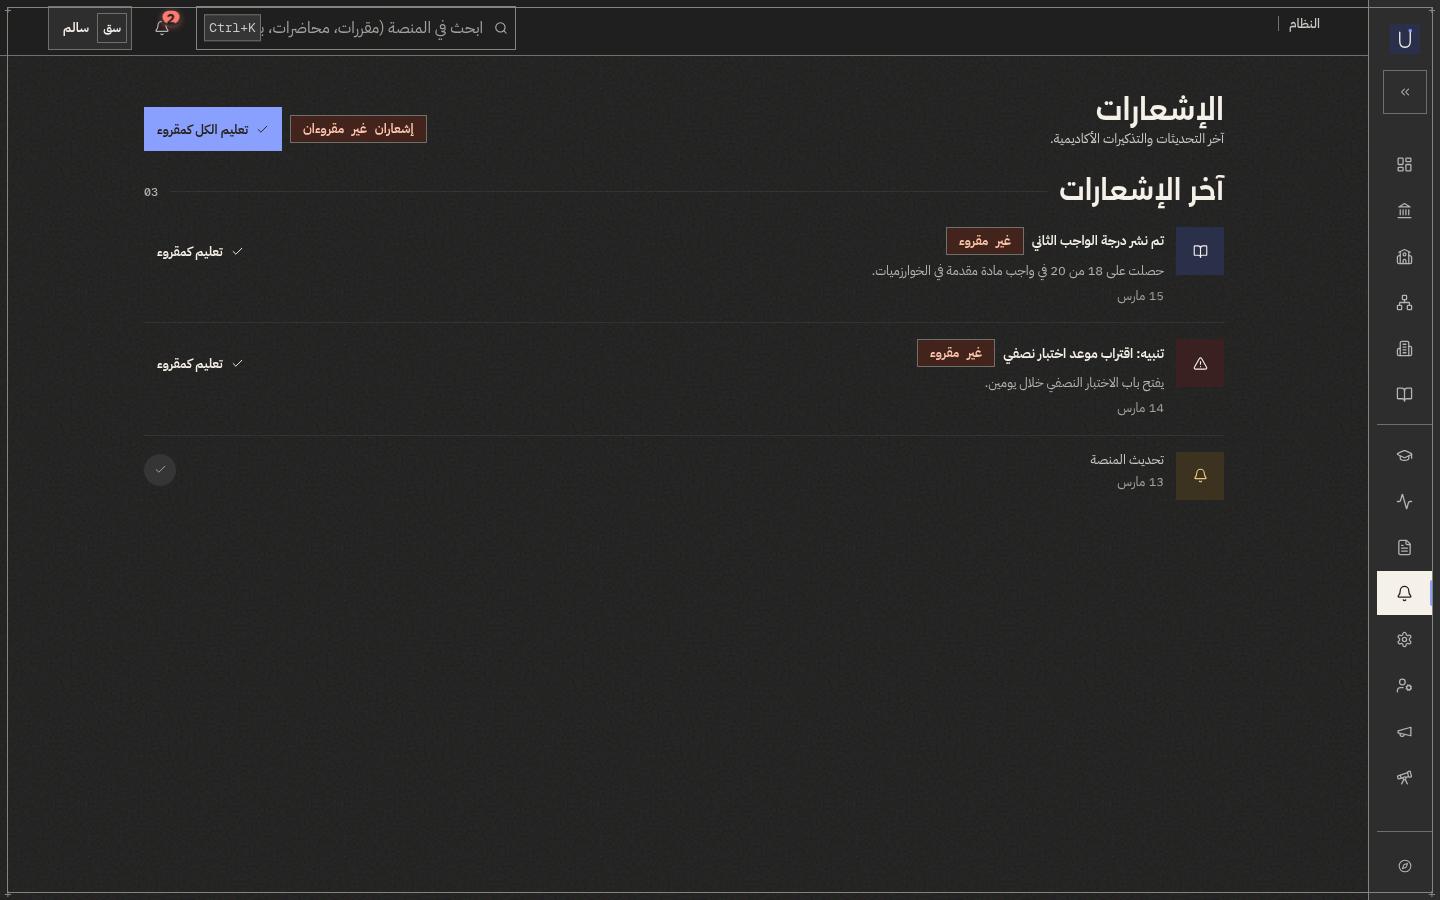 النظام
ابحث في المنصة (مقررات، محاضرات، ب
Ctrl+K
2
سق
سالم
الإشعارات
آخر التحديثات والتذكيرات الأكاديمية.
إشعاران غير مقروءان
تعليم الكل كمقروء
آخر الإشعارات
03
تم نشر درجة الواجب الثاني
غير مقروء
حصلت على 18 من 20 في واجب مادة مقدمة في الخوارزميات.
15 مارس
تعليم كمقروء
تنبيه: اقتراب موعد اختبار نصفي
غير مقروء
يفتح باب الاختبار النصفي خلال يومين.
14 مارس
تعليم كمقروء
تحديث المنصة
13 مارس